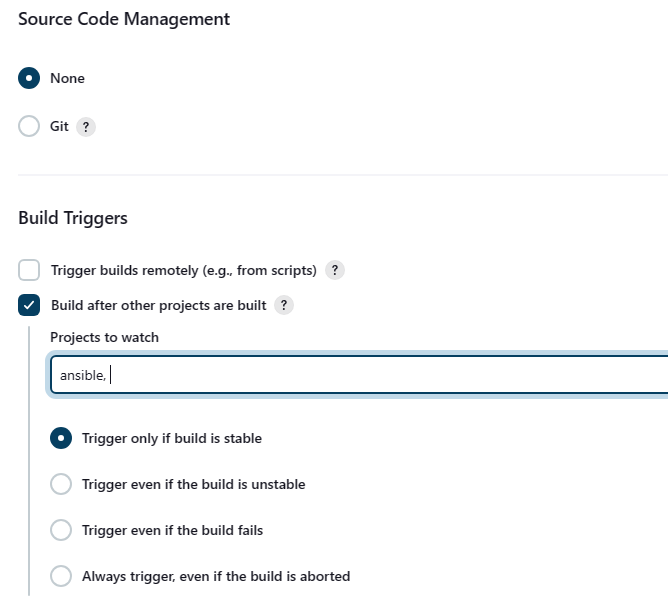 Source Code Management
None
Git ?
Build Triggers
Trigger builds remotely (e.g., from scripts) ?
Build after other projects are built ?
Projects to watch
ansible,
Trigger only if build is stable
Trigger even if the build is unstable
Trigger even if the build fails
Always trigger, even if the build is aborted